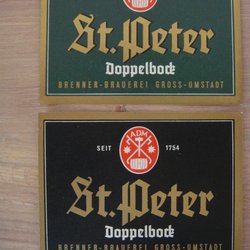 St. Peter
Doppelbock
BRENNER-BRAUEREI GROSS-UMSTADT
ADM
SEIT 1754
St. Peter
Doppelbock
BRENNER-BRAUEREI GROSS-UMSTADT